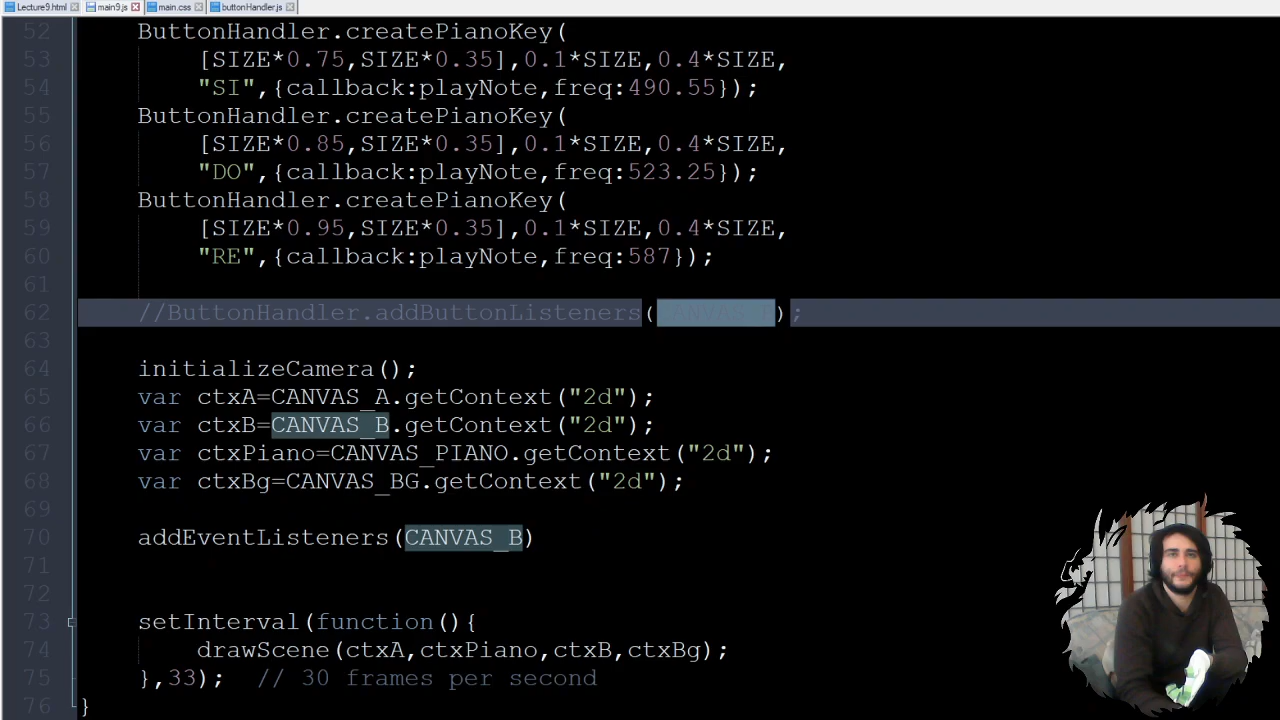 Lecture9.html main9.js main.css buttonHandler.js
52 ButtonHandler.createPianoKey(
53 [SIZE*0.75,SIZE*0.35],0.1*SIZE,0.4*SIZE,
54 "SI",{callback:playNote,freq:490.55});
55 ButtonHandler.createPianoKey(
56 [SIZE*0.85,SIZE*0.35],0.1*SIZE,0.4*SIZE,
57 "DO",{callback:playNote,freq:523.25});
58 ButtonHandler.createPianoKey(
59 [SIZE*0.95,SIZE*0.35],0.1*SIZE,0.4*SIZE,
60 "RE",{callback:playNote,freq:587});
61
62 //ButtonHandler.addButtonListeners(CANVAS_B);
63
64 initializeCamera();
65 var ctxA=CANVAS_A.getContext("2d");
66 var ctxB=CANVAS_B.getContext("2d");
67 var ctxPiano=CANVAS_PIANO.getContext("2d");
68 var ctxBg=CANVAS_BG.getContext("2d");
69
70 addEventListeners(CANVAS_B)
71
72
73 setInterval(function(){
74 drawScene(ctxA,ctxPiano,ctxB,ctxBg);
75 },33); // 30 frames per second
76 }